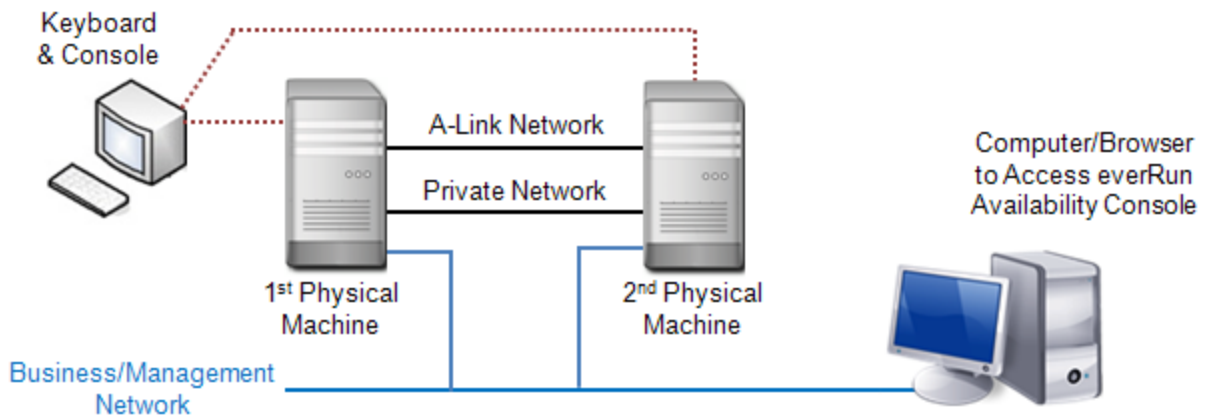 Keyboard
& Console
A-Link Network
Private Network
Computer/Browser
to Access everRun
Availability Console
1st Physical
Machine
2nd Physical
Machine
Business/Management
Network